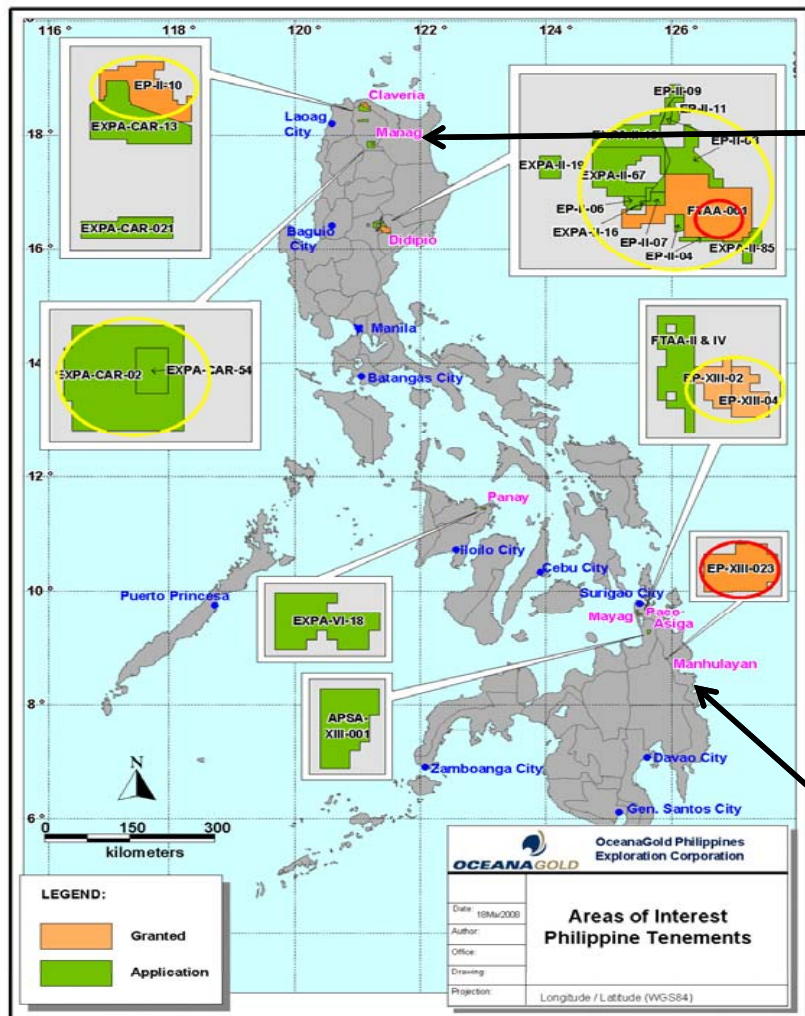 116 °
118 °
120 °
122 °
124 °
126 °
EP-II-10
EXPA-CAR-13
EXPA-CAR-021
Claveria
Laoag
City
18 °
EP-II-09
EP-II-11
EXPA-II-19
EXPA-II-67
FTAA-001
EXPA-II-16
EP-II-07
EP-II-04
EXPA-II-85
Baguio
City
16 °
Didipio
EXPA-CAR-02
EXPA-CAR-54
Manila
14 °
Batangas City
FTAA-II & IV
EP-XIII-02
EP-XIII-04
12 °
Panay
Iloilo City
Cebu City
10 °
Puerto Princesa
Surigao City
EP-XIII-023
Mayag
Paco-
Asiga
EXPA-VI-18
Manhulayan
8 °
APSA-
XIII-001
N
Zamboanga City
Davao City
6 °
Gen. Santos City
0 150 300
kilometers
OCEANAGOLD
OceanaGold Philippines
Exploration Corporation
LEGEND:
Granted
Application
Date: 18Mar2008
Author:
Office:
Drawing:
Projection:
Areas of Interest
Philippine Tenements
Longitude / Latitude (WGS84)